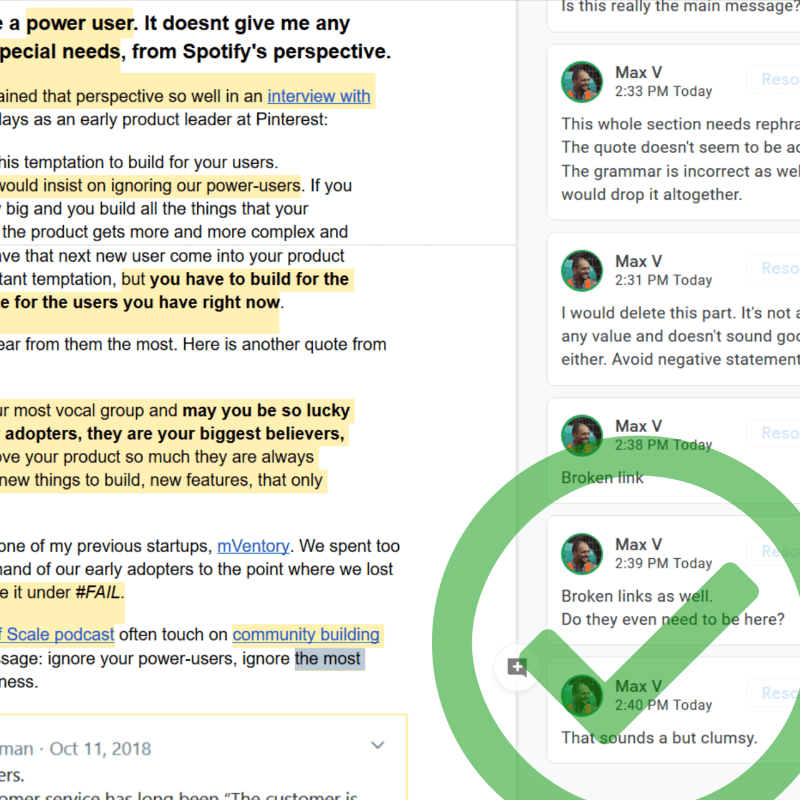 e a power user. It doesnt give me any
pecial needs, from Spotify's perspective.
ained that perspective so well in an interview with
lays as an early product leader at Pinterest:
his temptation to build for your users.
would insist on ignoring our power-users. If you
big and you build all the things that your
the product gets more and more complex and
ave that next new user come into your product
tant temptation, but you have to build for the
e for the users you have right now.
ear from them the most. Here is another quote from
ur most vocal group and may you be so lucky
adopters, they are your biggest believers,
ove your product so much they are always
new things to build, new features, that only
one of my previous startups, mVentory. We spent too
mand of our early adopters to the point where we lost
e it under #FAIL.
f Scale podcast often touch on community building
ssage: ignore your power-users, ignore the most
ness.
man · Oct 11, 2018
ers.
omer service has long been "The customer is
Is this really the main message?
Max V
2:33 PM Today
Reso
This whole section needs rephra
The quote doesn't seem to be ac
The grammar is incorrect as wel
would drop it altogether.
Max V
2:31 PM Today
Reso
I would delete this part. It's not a
any value and doesn't sound goo
either. Avoid negative statement
Max V
2:38 PM Today
Reso
Broken link
Max V
2:39 PM Today
Reso
Broken links as well.
Do they even need to be here?
Max V
2:40 PM Today
Reso
That sounds a but clumsy.